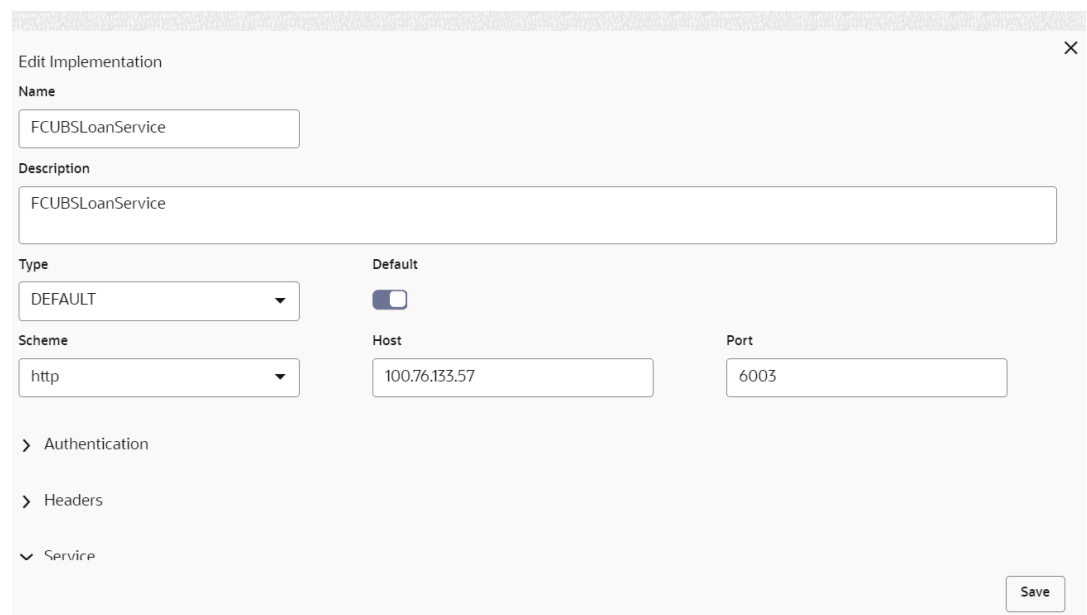 Edit Implementation
Name
FCUBSLoanService
Description
FCUBSLoanService
Type
Default
DEFAULT
Scheme
Host
Port
http
100.76.133.57
6003
Authentication
Headers
Service
Save